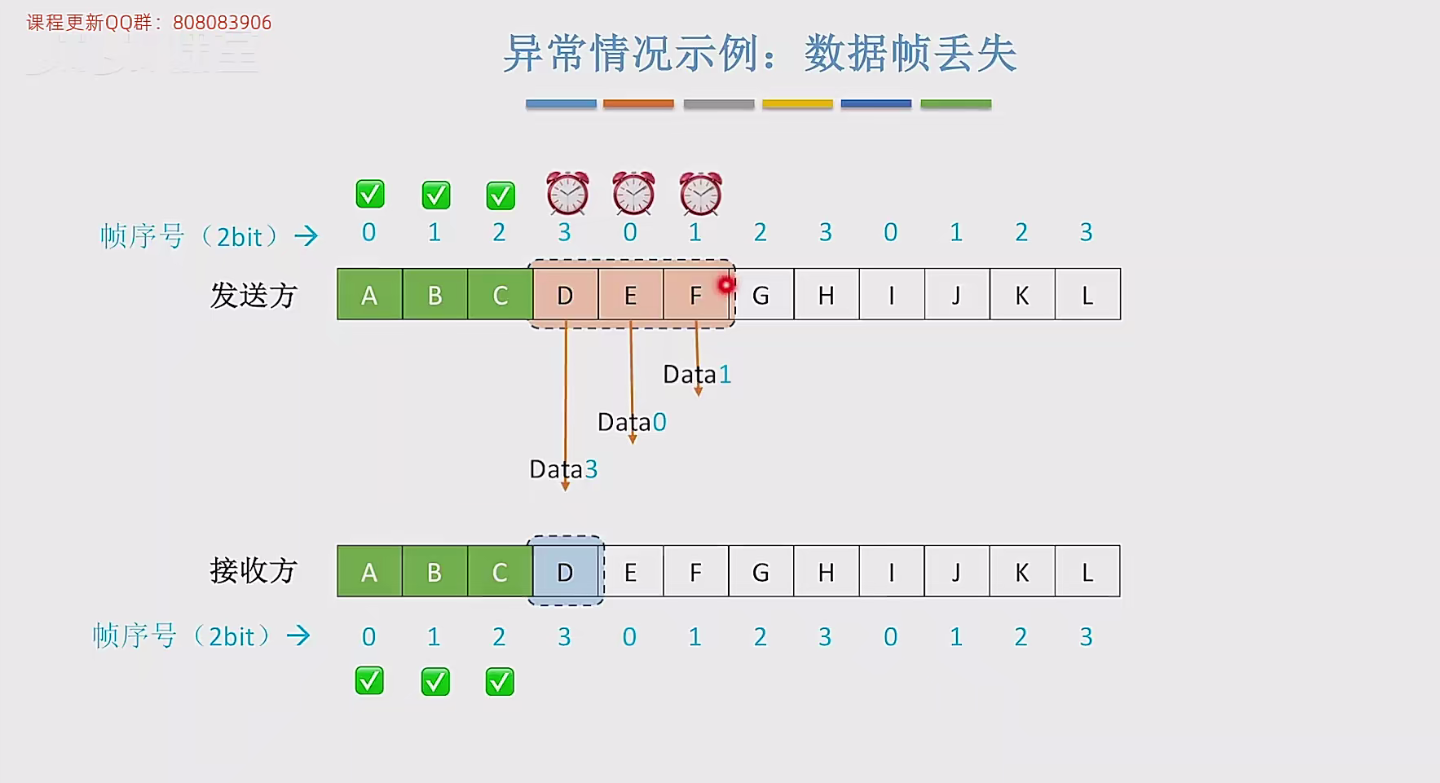 课程更新QQ群：808083906
异常情况示例：数据帧丢失
帧序号（2bit）→ 0 1 2 3 0 1 2 3 0 1 2 3
发送方 A B C D E F G H I J K L
Data1
Data0
Data3
接收方 A B C D E F G H I J K L
帧序号（2bit）→ 0 1 2 3 0 1 2 3 0 1 2 3